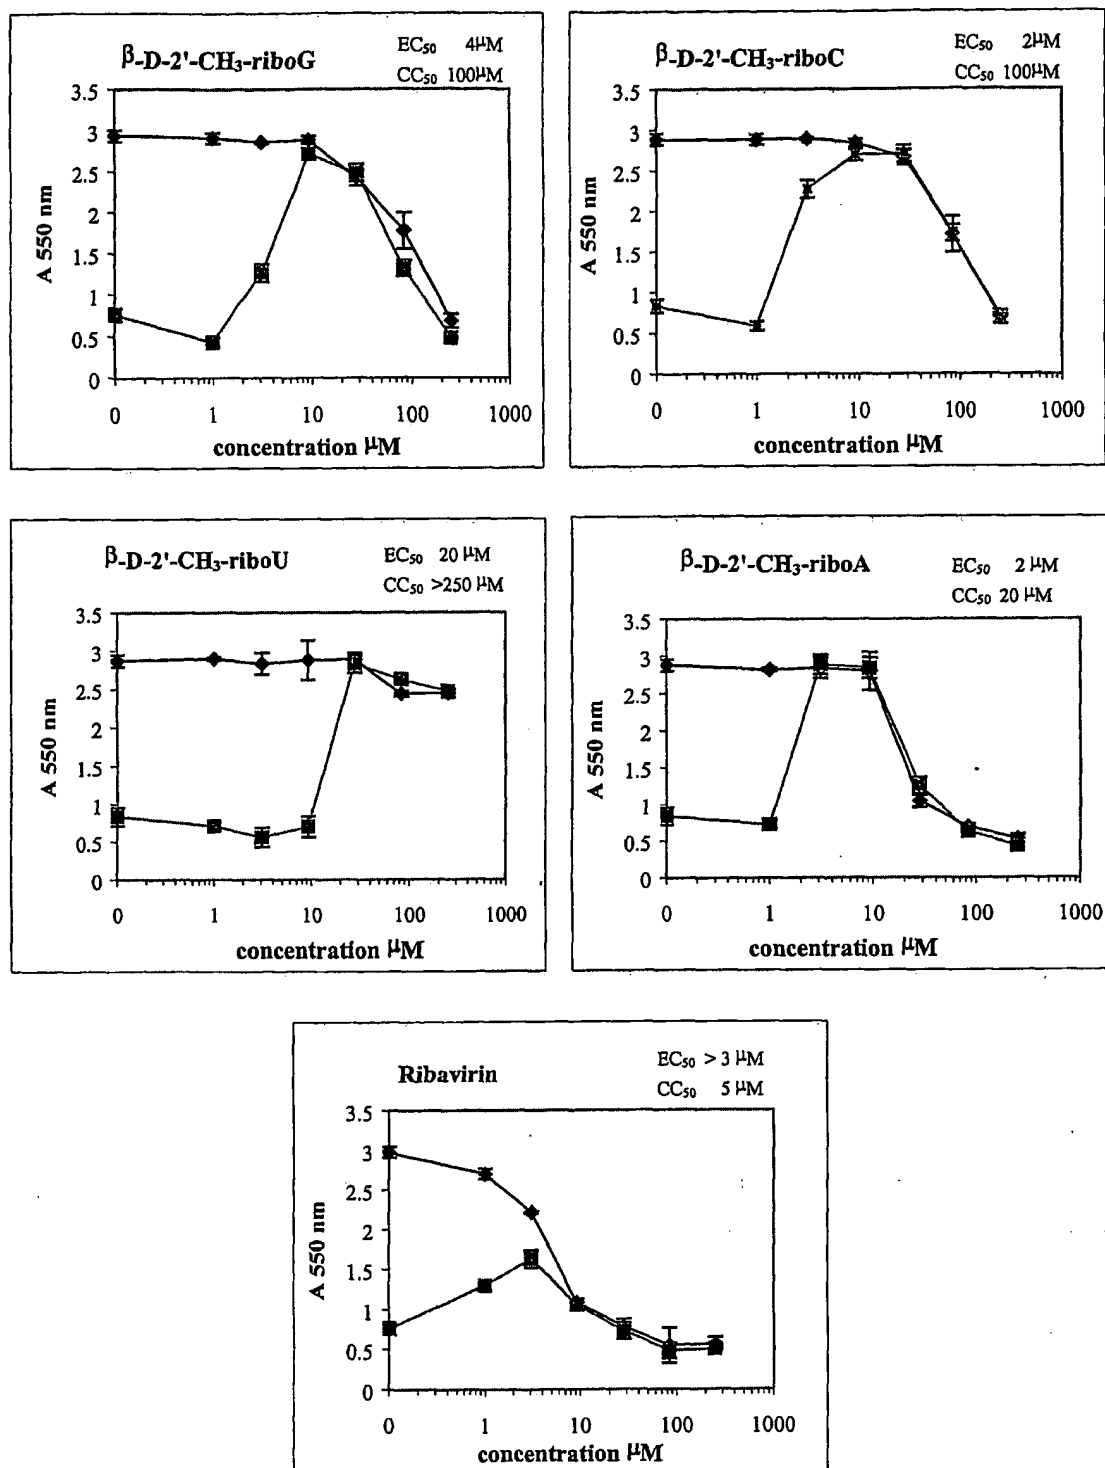 β-D-2'-CH₃-riboG
EC₅₀ 4µM
CC₅₀ 100µM
A 550 nm
3.5
3
2.5
2
1.5
1
0.5
0
0 1 10 100 1000
concentration µM
β-D-2'-CH₃-riboC
EC₅₀ 2µM
CC₅₀ 100µM
A 550 nm
3.5
3
2.5
2
1.5
1
0.5
0
0 1 10 100 1000
concentration µM
β-D-2'-CH₃-riboU
EC₅₀ 20 µM
CC₅₀ >250 µM
A 550 nm
3.5
3
2.5
2
1.5
1
0.5
0
0 1 10 100 1000
concentration µM
β-D-2'-CH₃-riboA
EC₅₀ 2 µM
CC₅₀ 20 µM
A 550 nm
3.5
3
2.5
2
1.5
1
0.5
0
0 1 10 100 1000
concentration µM
Ribavirin
EC₅₀ > 3 µM
CC₅₀ 5 µM
A 550 nm
3.5
3
2.5
2
1.5
1
0.5
0
0 1 10 100 1000
concentration µM